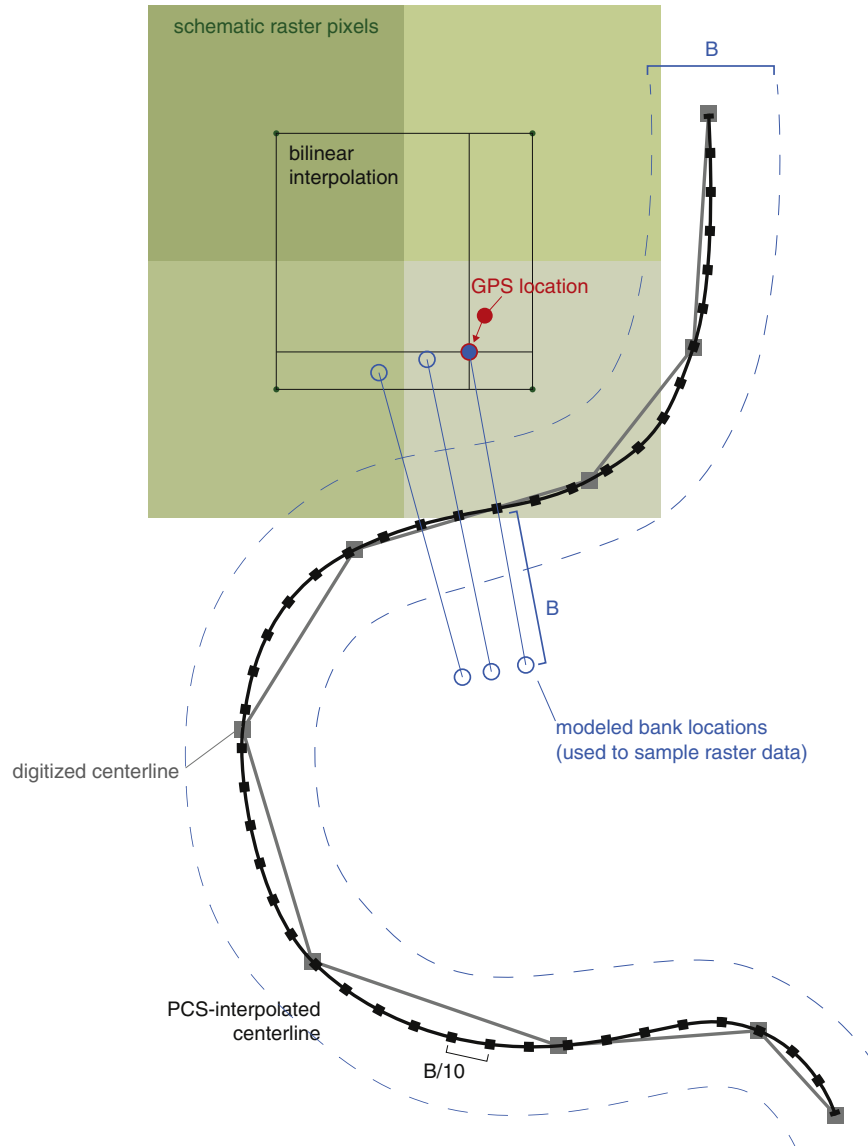 schematic raster pixels
B
bilinear
interpolation
GPS location
B
modeled bank locations
(used to sample raster data)
digitized centerline
PCS-interpolated
centerline
B/10